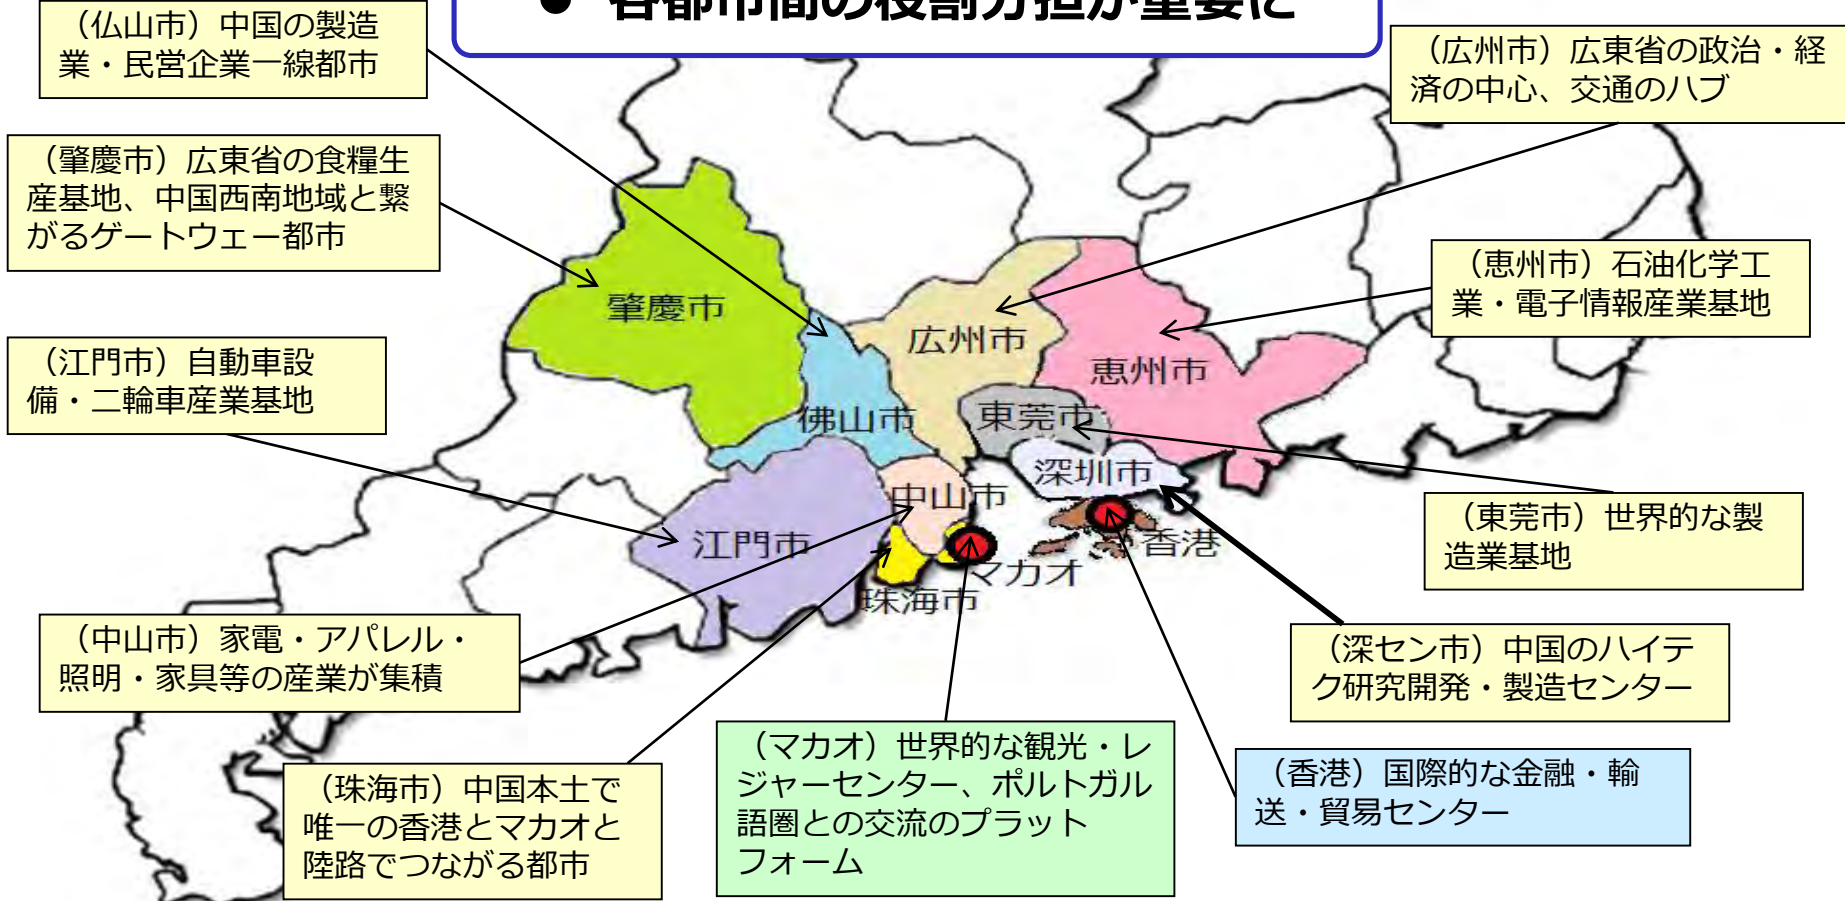 ● 各都市間の役割分担が重要に
（仏山市）中国の製造
業・民営企業一線都市
（広州市）広東省の政治・経
済の中心、交通のハブ
（肇慶市）広東省の食糧生
産基地、中国西南地域と繋
がるゲートウェー都市
（恵州市）石油化学工
業・電子情報産業基地
（江門市）自動車設
備・二輪車産業基地
肇慶市
広州市
恵州市
佛山市
東莞市
深圳市
中山市
江門市
香港
マカオ
珠海市
（東莞市）世界的な製
造業基地
（中山市）家電・アパレル・
照明・家具等の産業が集積
（深セン市）中国のハイテ
ク研究開発・製造センター
（珠海市）中国本土で
唯一の香港とマカオと
陸路でつながる都市
（マカオ）世界的な観光・レ
ジャーセンター、ポルトガル
語圏との交流のプラット
フォーム
（香港）国際的な金融・輸
送・貿易センター